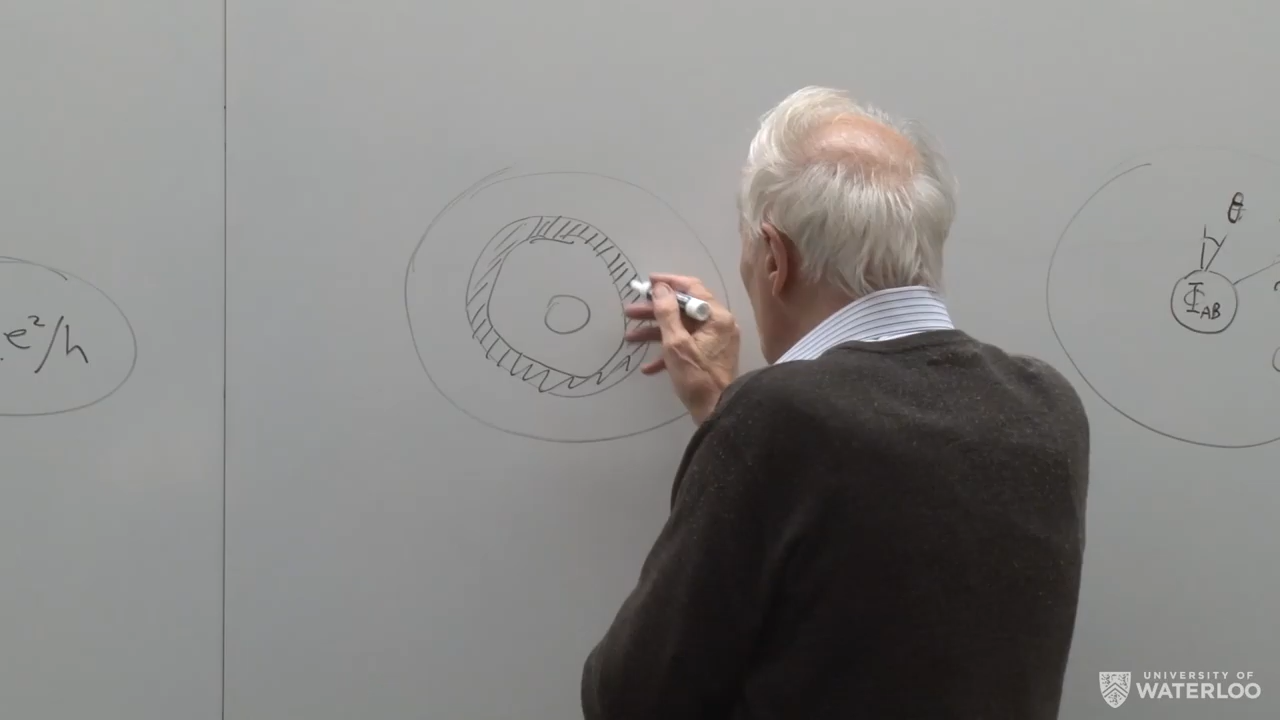 e²/h
θ
Φ_AB
UNIVERSITY OF
WATERLOO